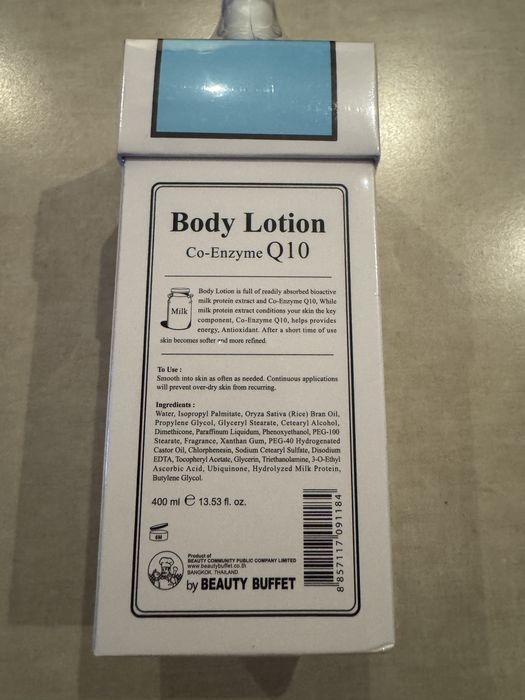 Body Lotion
Co-Enzyme Q10
Body Lotion is full of readily absorbed bioactive
milk protein extract and Co-Enzyme Q10, While
Milk
milk protein extract conditions your skin the key
component, Co-Enzyme Q10, helps provides
energy, Antioxidant. After a short time of use
skin becomes softer and more refined.
To Use :
Smooth into skin as often as needed. Continuous applications
will prevent over-dry skin from recurring.
Ingredients :
Water, Isopropyl Palmitate, Oryza Sativa (Rice) Bran Oil,
Propylene Glycol, Glyceryl Stearate, Cetearyl Alcohol,
Dimethicone, Paraffinum Liquidum, Phenoxyethanol, PEG-100
Stearate, Fragrance, Xanthan Gum, PEG-40 Hydrogenated
Castor Oil, Chlorphenesin, Sodium Cetearyl Sulfate, Disodium
EDTA, Tocopheryl Acetate, Glycerin, Triethanolamine, 3-O-Ethyl
Ascorbic Acid, Ubiquinone, Hydrolyzed Milk Protein,
Butylene Glycol.
400 ml ℮ 13.53 fl. oz.
6M
Product of
BEAUTY COMMUNITY PUBLIC COMPANY LIMITED
www.beautybuffet.co.th
BANGKOK, THAILAND
by BEAUTY BUFFET
8 857117 091184